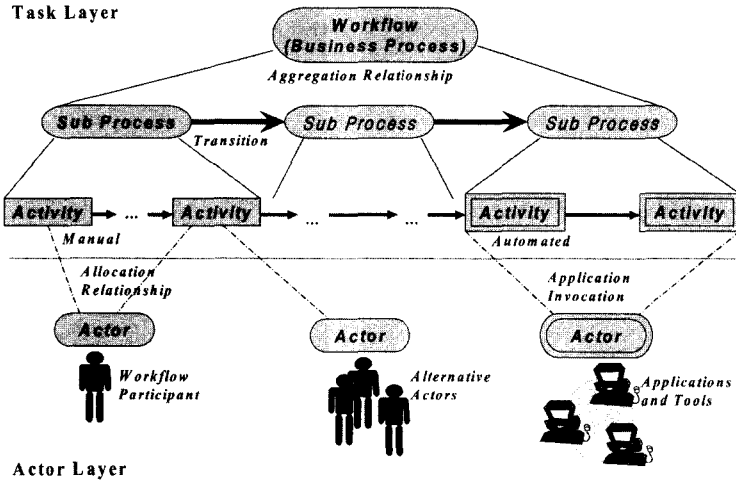 Task Layer
Workflow
(Business Process)
Aggregation Relationship
Sub Process
Transition
Sub Process
Sub Process
Activity
...
Activity
...
...
Activity
Activity
Manual
Automated
Allocation
Relationship
Application
Invocation
Actor
Actor
Actor
Workflow
Participant
Alternative
Actors
Applications
and Tools
Actor Layer